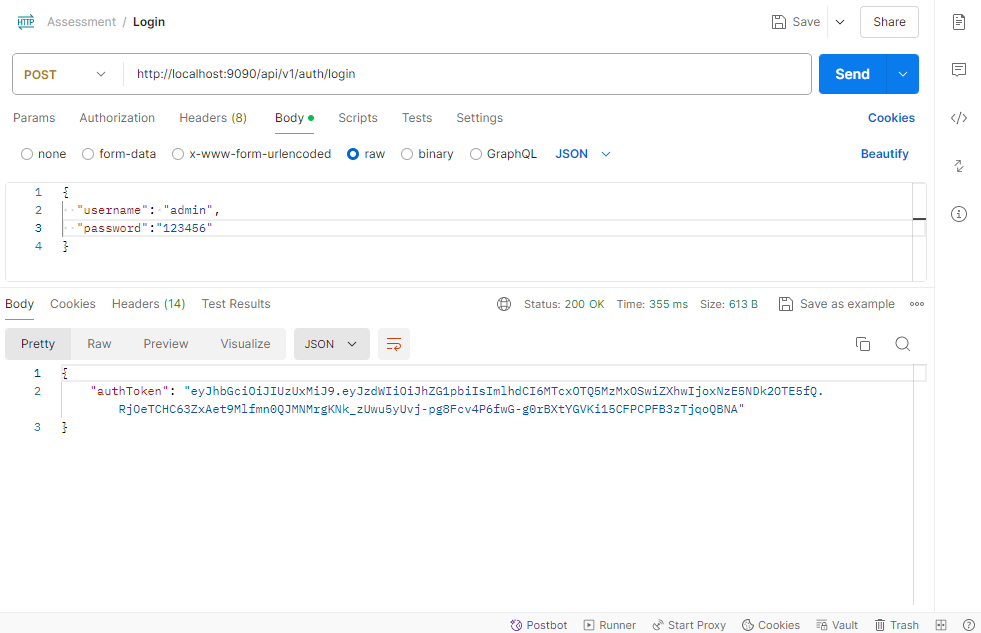 HTTP Assessment / Login Save Share
POST http://localhost:9090/api/v1/auth/login Send
Params Authorization Headers (8) Body Scripts Tests Settings Cookies
none form-data x-www-form-urlencoded raw binary GraphQL JSON Beautify
1 {
2 "username": "admin",
3 "password":"123456"
4 }
Body Cookies Headers (14) Test Results Status: 200 OK Time: 355 ms Size: 613 B Save as example
Pretty Raw Preview Visualize JSON
1 {
2 "authToken": "eyJhbGciOiJIUzUxMiJ9.eyJzdWIiOiJhZG1pbiIsImlhdCI6MTcxOTQ5MzMxOSwiZXhwIjoxNzE5NDk2OTE5fQ.
RjOeTCHC63ZxAet9Mlfmn0QJMNMrgKNk_zUwu5yUvj-pg8Fcv4P6fwG-g0rBXtYGVKi15CFPCPFB3zTjqoQBNA"
3 }
Postbot Runner Start Proxy Cookies Vault Trash